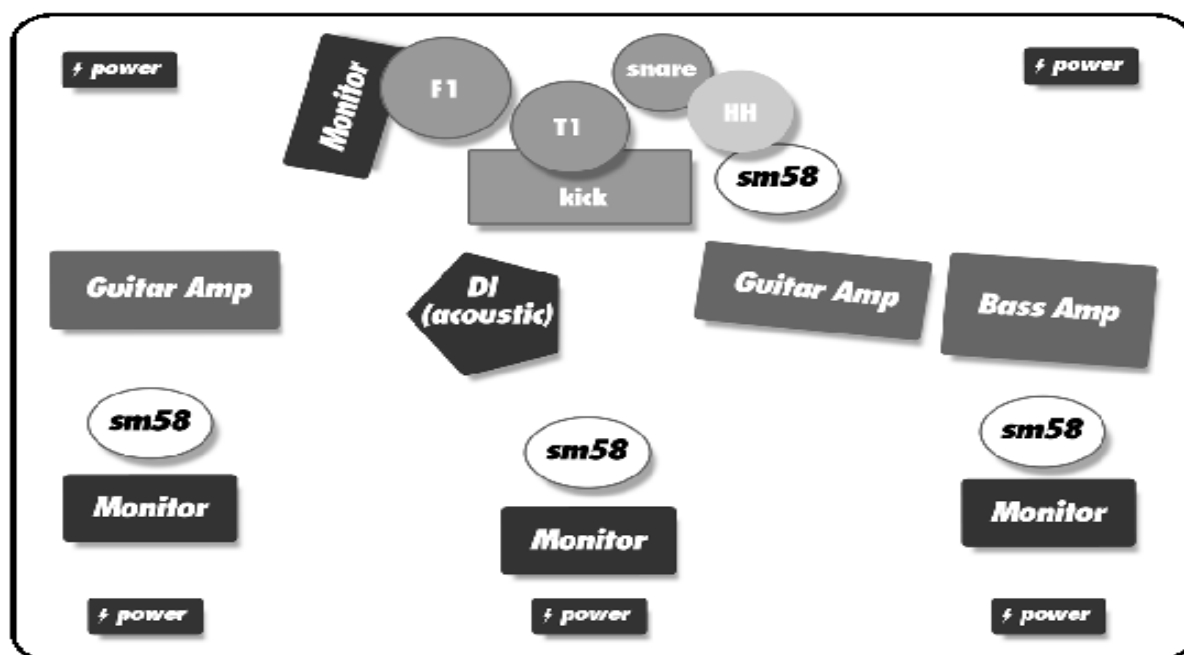 power
power
Monitor
F1
T1
snare
HH
sm58
kick
Guitar Amp
DI
(acoustic)
Guitar Amp
Bass Amp
sm58
sm58
sm58
Monitor
Monitor
Monitor
power
power
power